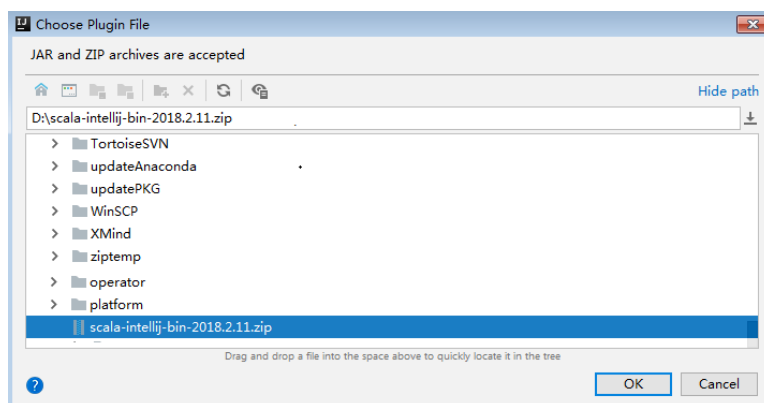 Choose Plugin File
JAR and ZIP archives are accepted
Hide path
D:\scala-intellij-bin-2018.2.11.zip
TortoiseSVN
updateAnaconda
updatePKG
WinSCP
XMind
ziptemp
operator
platform
scala-intellij-bin-2018.2.11.zip
Drag and drop a file into the space above to quickly locate it in the tree
? OK Cancel